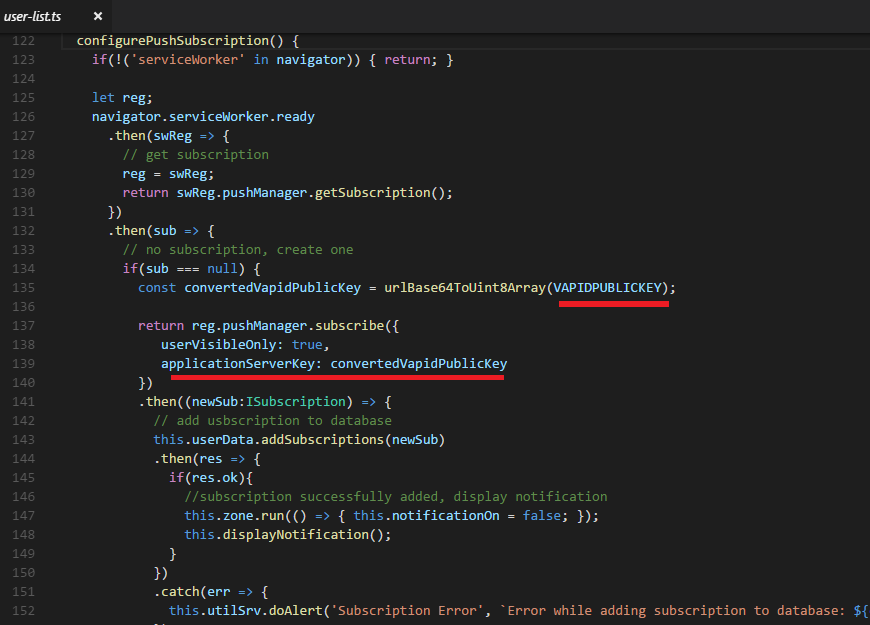 user-list.ts ×
122 configurePushSubscription() {
123 if(!('serviceWorker' in navigator)) { return; }
124
125 let reg;
126 navigator.serviceWorker.ready
127 .then(swReg => {
128 // get subscription
129 reg = swReg;
130 return swReg.pushManager.getSubscription();
131 })
132 .then(sub => {
133 // no subscription, create one
134 if(sub === null) {
135 const convertedVapidPublicKey = urlBase64ToUint8Array(VAPIDPUBLICKEY);
136
137 return reg.pushManager.subscribe({
138 userVisibleOnly: true,
139 applicationServerKey: convertedVapidPublicKey
140 })
141 .then((newSub:ISubscription) => {
142 // add usbscription to database
143 this.userData.addSubscriptions(newSub)
144 .then(res => {
145 if(res.ok){
146 //subscription successfully added, display notification
147 this.zone.run(() => { this.notificationOn = false; });
148 this.displayNotification();
149 }
150 })
151 .catch(err => {
152 this.utilSrv.doAlert('Subscription Error', `Error while adding subscription to database: ${